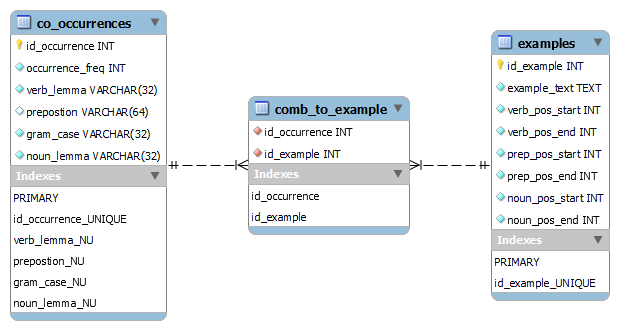 co_occurrences
id_occurrence INT
occurrence_freq INT
verb_lemma VARCHAR(32)
prepostion VARCHAR(64)
gram_case VARCHAR(32)
noun_lemma VARCHAR(32)
Indexes
PRIMARY
id_occurrence_UNIQUE
verb_lemma_NU
prepostion_NU
gram_case_NU
noun_lemma_NU
comb_to_example
id_occurrence INT
id_example INT
Indexes
id_occurrence
id_example
examples
id_example INT
example_text TEXT
verb_pos_start INT
verb_pos_end INT
prep_pos_start INT
prep_pos_end INT
noun_pos_start INT
noun_pos_end INT
Indexes
PRIMARY
id_example_UNIQUE